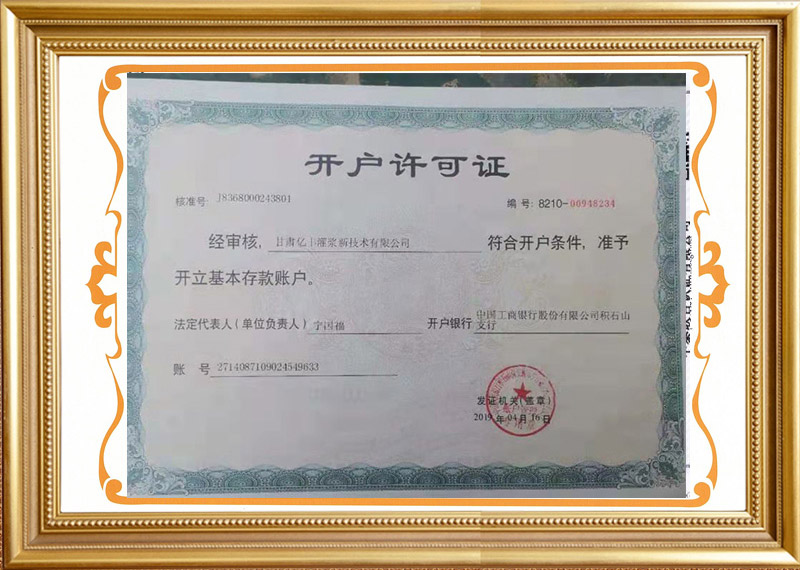 开户许可证
核准号 J8368000243801
编号: 8210-00948234
经审核, 甘肃亿丰灌浆新技术有限公司 符合开户条件, 准予
开立基本存款账户。
法定代表人(单位负责人) 国福 开户银行 中国工商银行股份有限公司积石山
支行
账 号 2714087109024549633
发证机关(盖章)
2019 年 04 月 16 日